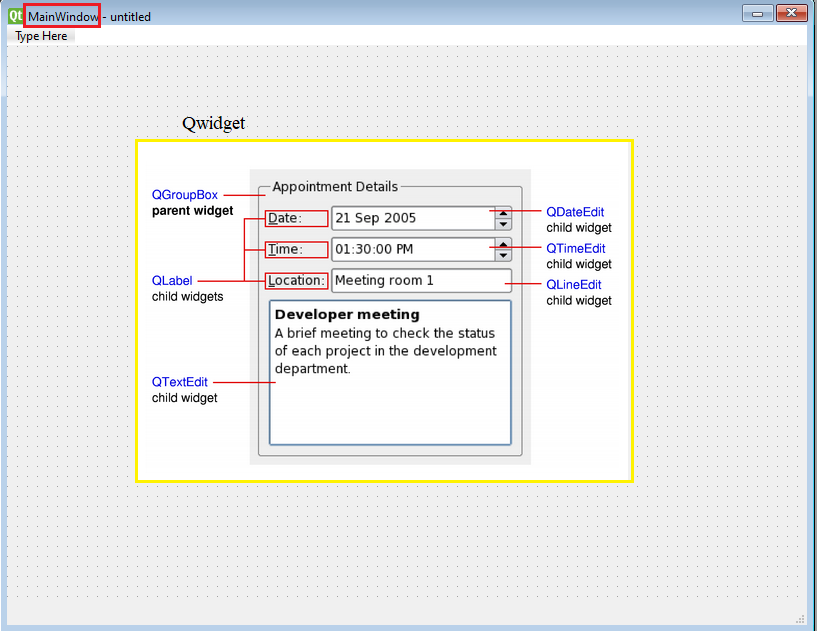 Qt MainWindow - untitled
Type Here
Qwidget
Appointment Details
QGroupBox
parent widget
Date:
21 Sep 2005
QDateEdit
child widget
Time:
01:30:00 PM
QTimeEdit
child widget
QLabel
child widgets
Location:
Meeting room 1
QLineEdit
child widget
Developer meeting
A brief meeting to check the status
of each project in the development
department.
QTextEdit
child widget